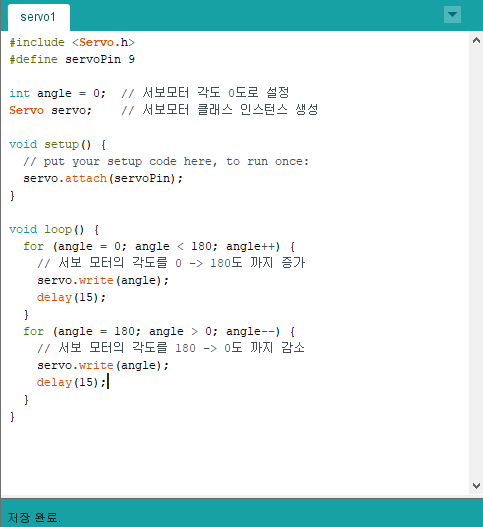 servo1
#include <Servo.h>
#define servoPin 9
int angle = 0;  // 서보모터 각도 0도로 설정
Servo servo;    // 서보모터 클래스 인스턴스 생성
void setup() {
  // put your setup code here, to run once:
  servo.attach(servoPin);
}
void loop() {
  for (angle = 0; angle < 180; angle++) {
    // 서보 모터의 각도를 0 -> 180도 까지 증가
    servo.write(angle);
    delay(15);
  }
  for (angle = 180; angle > 0; angle--) {
    // 서보 모터의 각도를 180 -> 0도 까지 감소
    servo.write(angle);
    delay(15);
  }
}
저장 완료.